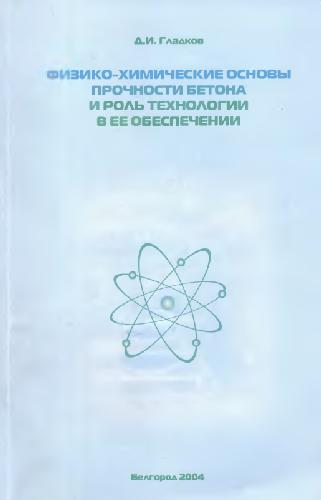 Д.И. Гладков
ФИЗИКО-ХИМИЧЕСКИЕ ОСНОВЫ
ПРОЧНОСТИ БЕТОНА
И РОЛЬ ТЕХНОЛОГИИ
В ЕЕ ОБЕСПЕЧЕНИИ
Белгород 2004